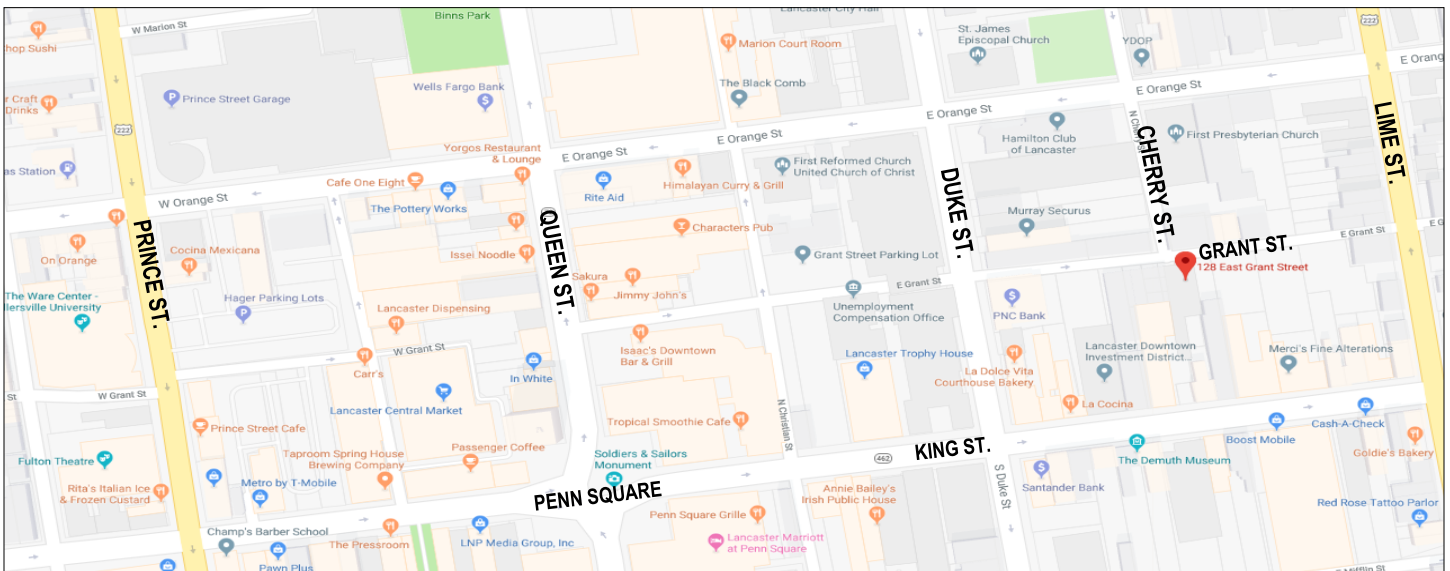 Binns Park
Lancaster City Hall
W Marion St
hop Sushi
222
222
Marion Court Room
St. James
Episcopal Church
YDOP
E Orang
The Black Comb
Wells Fargo Bank
E Orange St
Prince Street Garage
r Craft
Drinks
E Orange St
N Ch
Hamilton Club
of Lancaster
CHERRY ST.
First Presbyterian Church
LIME ST.
E Orange St
Yorgos Restaurant
& Lounge
E Orange St
First Reformed Church
United Church of Christ
as Station
Cafe One Eight
The Pottery Works
Rite Aid
Himalayan Curry & Grill
DUKE ST.
W Orange St
Murray Securus
PRINCE ST.
QUEEN ST.
Characters Pub
E Grant St
On Orange
Cocina Mexicana
Issei Noodle
Grant Street Parking Lot
GRANT ST.
128 East Grant Street
Sakura
Jimmy John's
E Grant St
The Ware Center -
llersville University
Hager Parking Lots
Lancaster Dispensing
Unemployment
Compensation Office
PNC Bank
W Grant St
Isaac's Downtown
Bar & Grill
Lancaster Trophy House
Lancaster Downtown
Investment District...
Merci's Fine Alterations
Carr's
In White
La Dolce Vita
Courthouse Bakery
St
W Grant St
Lancaster Central Market
La Cocina
N Christian St
Tropical Smoothie Cafe
Prince Street Cafe
Cash-A-Check
Boost Mobile
KING ST.
462
Passenger Coffee
Taproom Spring House
Brewing Company
Soldiers & Sailors
Monument
The Demuth Museum
Goldie's Bakery
Fulton Theatre
Metro by T-Mobile
S Duke St
Santander Bank
Rita's Italian Ice
& Frozen Custard
PENN SQUARE
Annie Bailey's
Irish Public House
Red Rose Tattoo Parlor
Penn Square Grille
Champ's Barber School
The Pressroom
LNP Media Group, Inc
Lancaster Marriott
at Penn Square
Pawn Plus
E Mifflin St